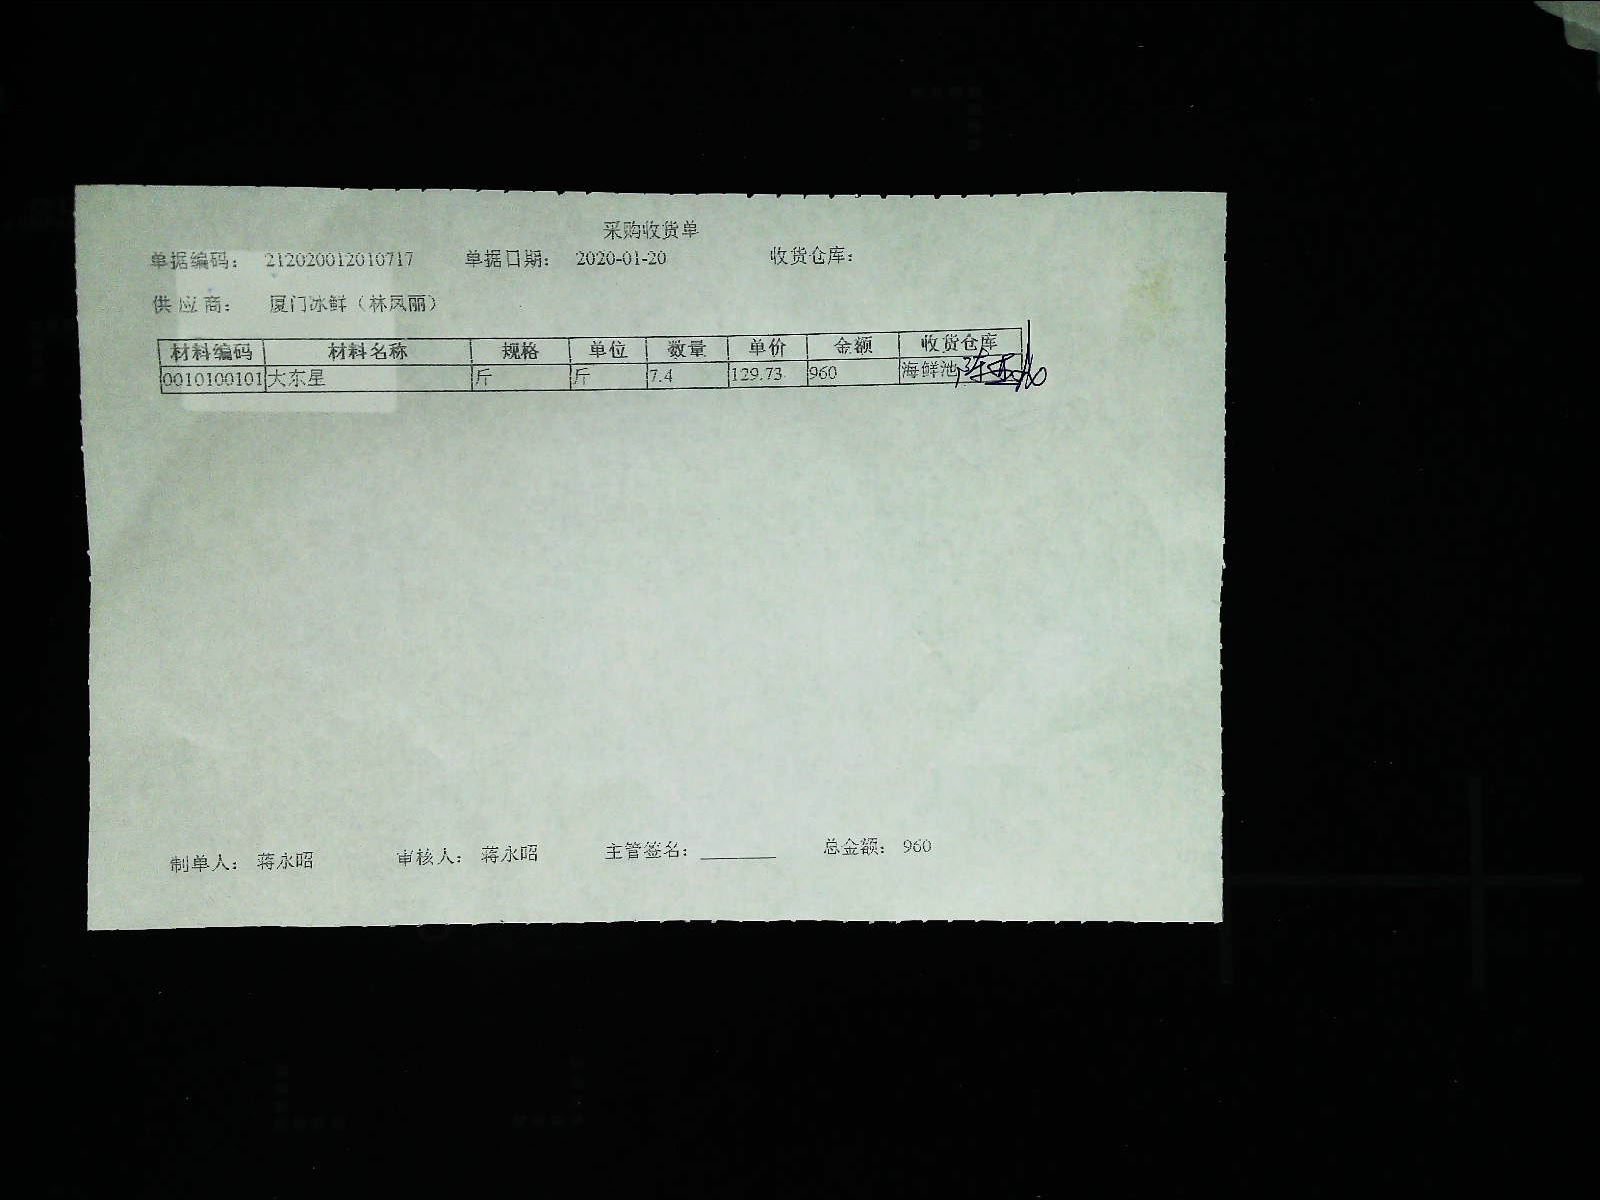 采购收货单
单据编码： 212020012010717 单据日期： 2020-01-20 收货仓库：
供 应 商： 厦门冰鲜（林凤丽）
材料编码 材料名称 规格 单位 数量 单价 金额 收货仓库
0010100101 大东星 斤 斤 7.4 129.73 960 海鲜池
制单人： 蒋永昭 审核人： 蒋永昭 主管签名： 总金额： 960